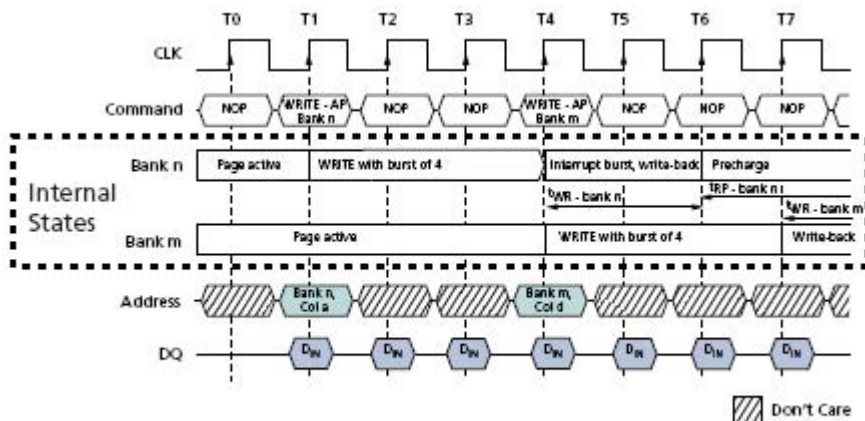 T0 T1 T2 T3 T4 T5 T6 T7
CLK
Command NOP WRITE - AP Bank n NOP NOP WRITE - AP Bank m NOP NOP NOP
Internal States
Bank n Page active WRITE with burst of 4 Interrupt burst, write-back Precharge
tWR - bank n tRP - bank n
tWR - bank m
Bank m Page active WRITE with burst of 4 Write-back
Address Bank n, Col a Bank m, Col d
DQ DIN DIN DIN DIN DIN DIN DIN
Don't Care